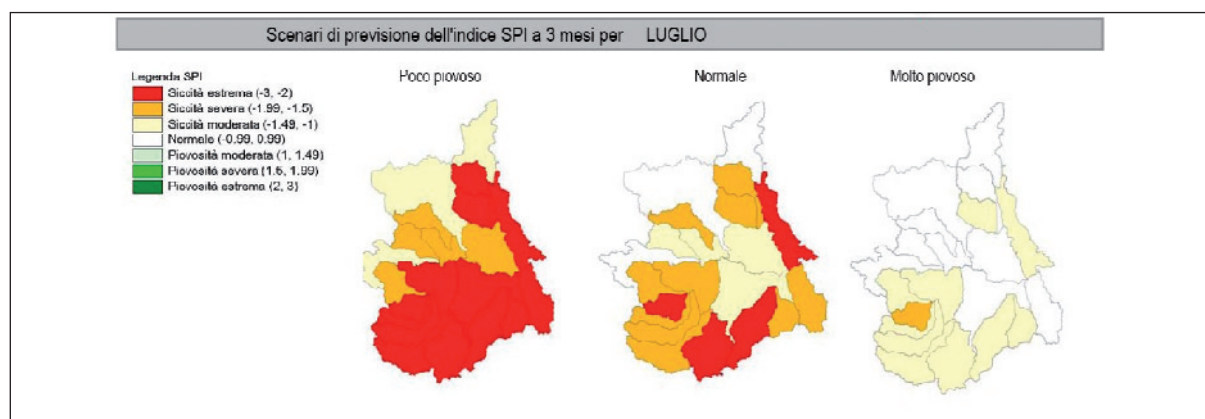 Scenari di previsione dell'indice SPI a 3 mesi per LUGLIO
Legenda SPI
Siccità estrema (-3, -2)
Siccità severa (-1.99, -1.5)
Siccità moderata (-1.49, -1)
Normale (-0.99, 0.99)
Piovosità moderata (1, 1.49)
Piovosità severa (1.5, 1.99)
Piovosità estrema (2, 3)
Poco piovoso
Normale
Molto piovoso